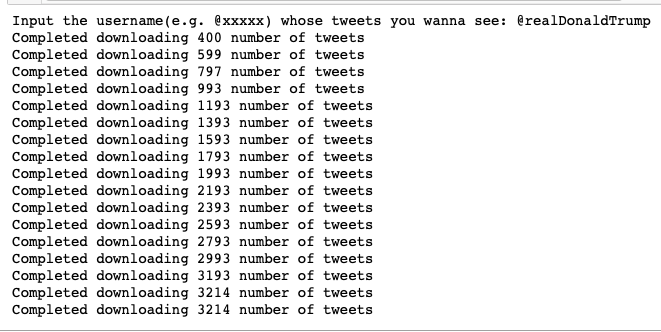 Input the username(e.g. @xxxxx) whose tweets you wanna see: @realDonaldTrump
Completed downloading 400 number of tweets
Completed downloading 599 number of tweets
Completed downloading 797 number of tweets
Completed downloading 993 number of tweets
Completed downloading 1193 number of tweets
Completed downloading 1393 number of tweets
Completed downloading 1593 number of tweets
Completed downloading 1793 number of tweets
Completed downloading 1993 number of tweets
Completed downloading 2193 number of tweets
Completed downloading 2393 number of tweets
Completed downloading 2593 number of tweets
Completed downloading 2793 number of tweets
Completed downloading 2993 number of tweets
Completed downloading 3193 number of tweets
Completed downloading 3214 number of tweets
Completed downloading 3214 number of tweets